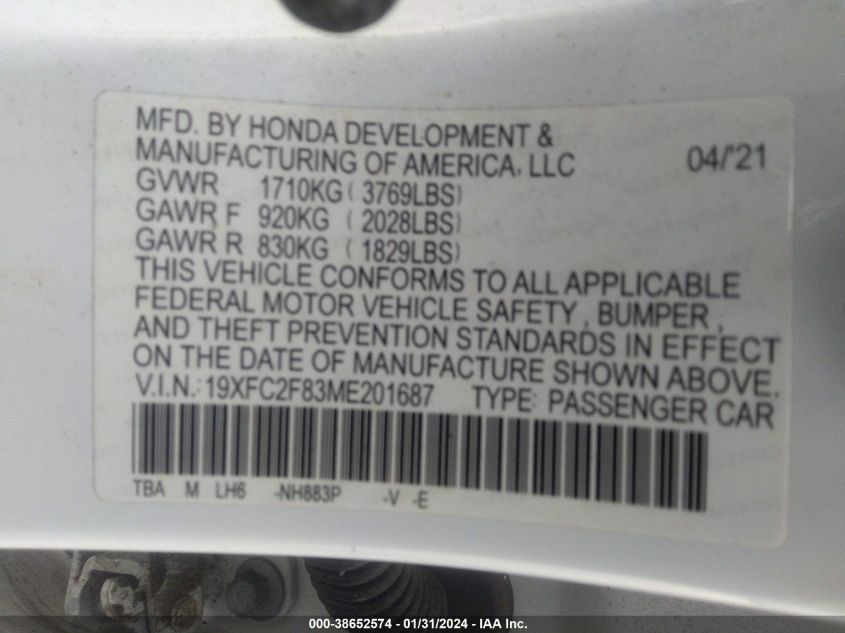 MFD. BY HONDA DEVELOPMENT &
MANUFACTURING OF AMERICA, LLC 04/'21
GVWR 1710KG ( 3769LBS)
GAWR F 920KG ( 2028LBS)
GAWR R 830KG ( 1829LBS)
THIS VEHICLE CONFORMS TO ALL APPLICABLE
FEDERAL MOTOR VEHICLE SAFETY , BUMPER ,
AND THEFT PREVENTION STANDARDS IN EFFECT
ON THE DATE OF MANUFACTURE SHOWN ABOVE.
V.I.N.: 19XFC2F83ME201687 TYPE: PASSENGER CAR
TBA M LH6 -NH883P -V -E
000-38652574 / 01/31/2024 - IAA Inc.